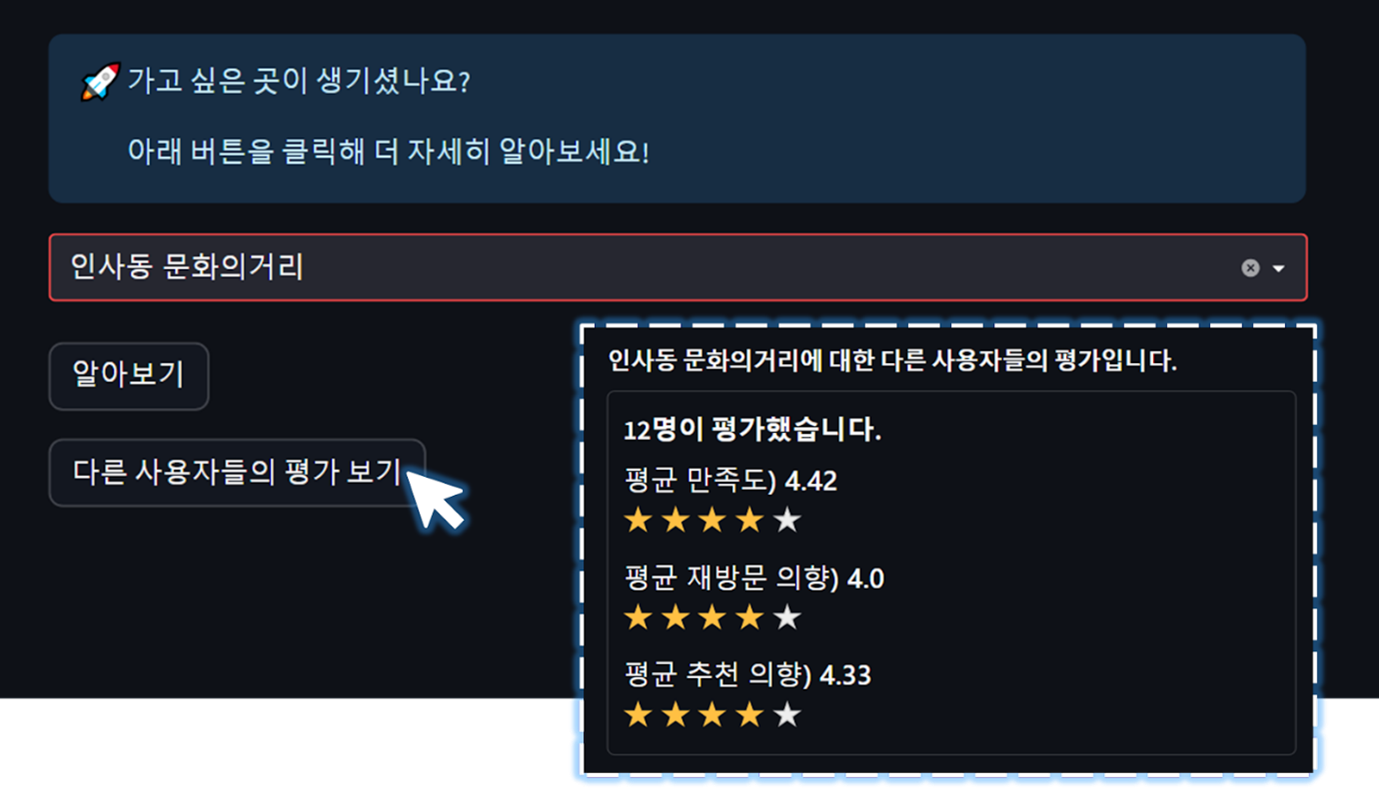 🚀 가고 싶은 곳이 생기셨나요?
아래 버튼을 클릭해 더 자세히 알아보세요!
인사동 문화의거리
알아보기
다른 사용자들의 평가 보기
인사동 문화의거리에 대한 다른 사용자들의 평가입니다.
12명이 평가했습니다.
평균 만족도) 4.42
★★★★★
평균 재방문 의향) 4.0
★★★★★
평균 추천 의향) 4.33
★★★★★